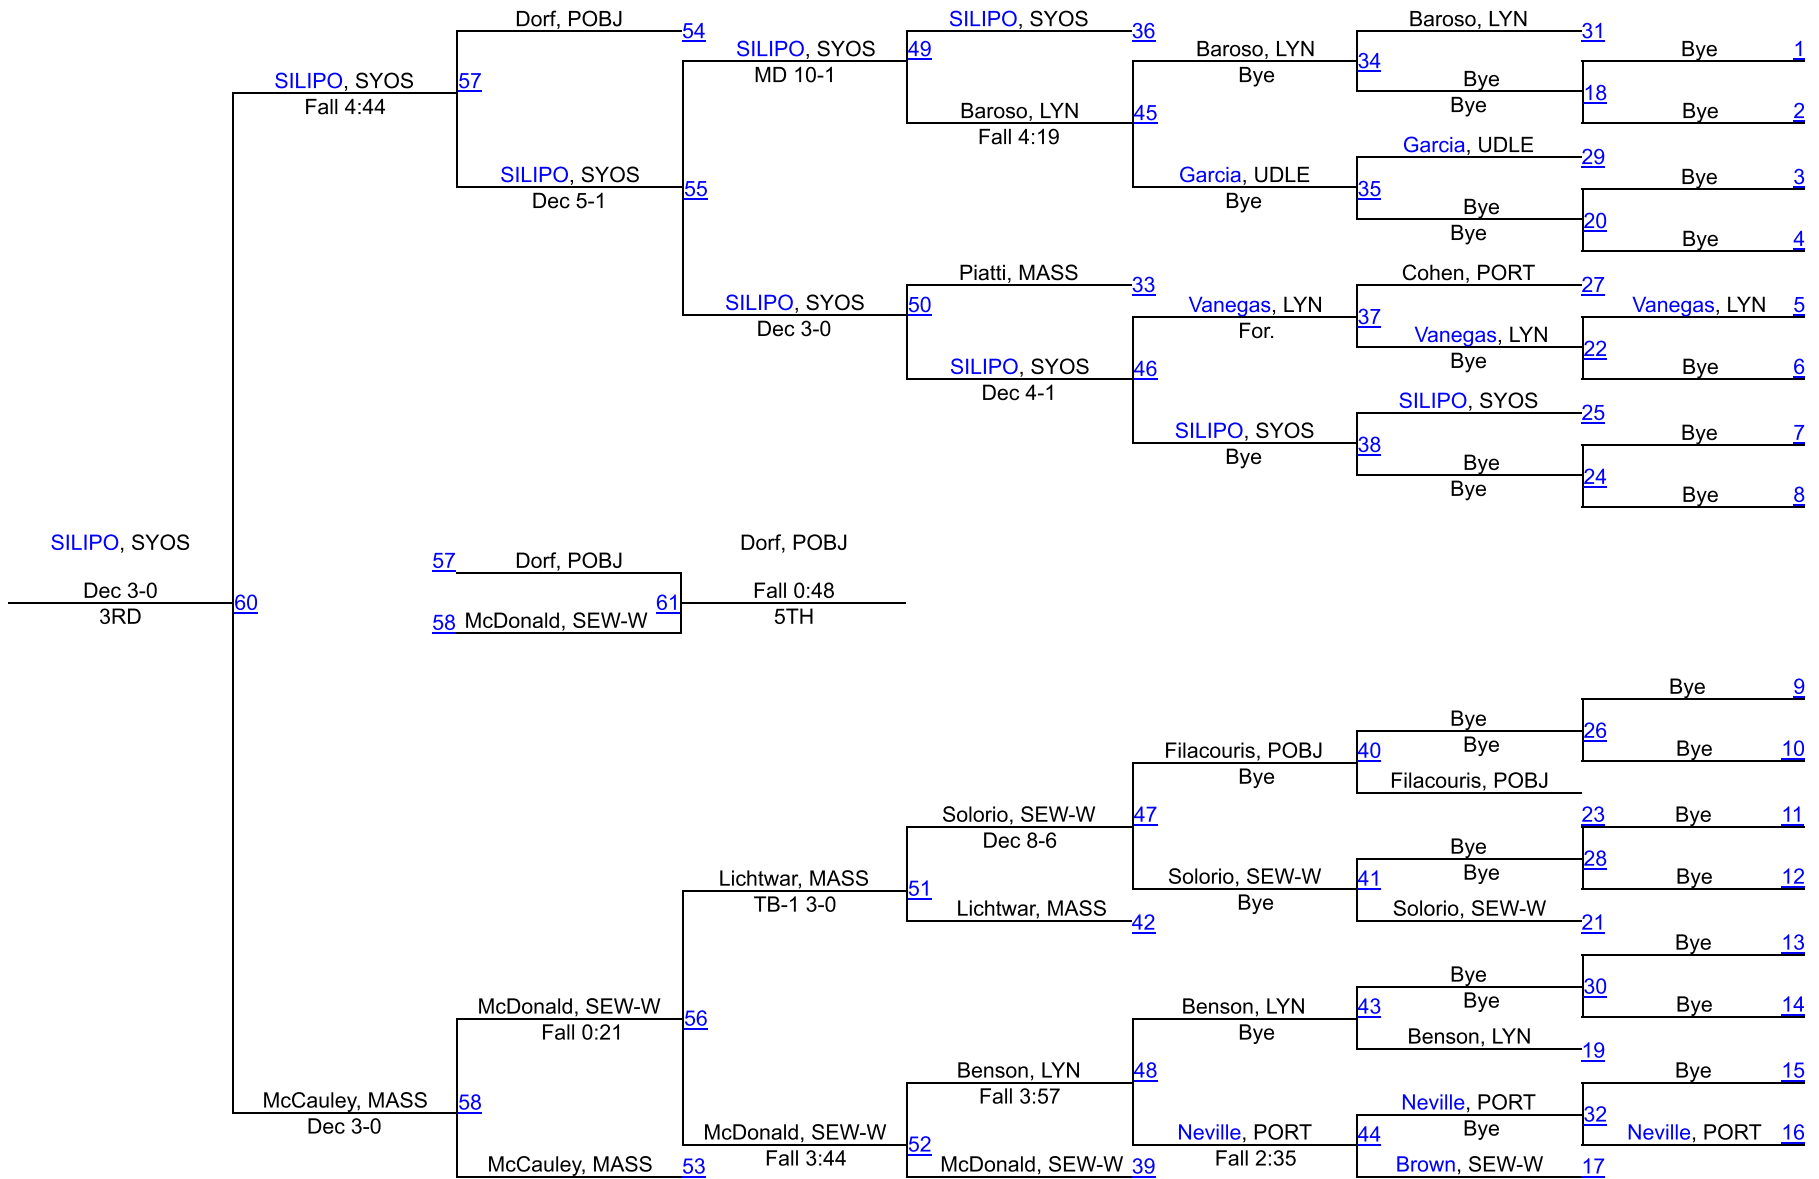 Dorf, POBJ 54
SILIPO, SYOS 36
Baroso, LYN 31
SILIPO, SYOS 49
MD 10-1
Baroso, LYN 34
Bye
Bye 1
SILIPO, SYOS 57
Fall 4:44
Bye 18
Bye
Bye 2
Baroso, LYN 45
Fall 4:19
Garcia, UDLE 29
SILIPO, SYOS 55
Dec 5-1
Garcia, UDLE 35
Bye
Bye 3
Bye 20
Bye
Bye 4
Piatti, MASS 33
Cohen, PORT 27
SILIPO, SYOS 50
Dec 3-0
Vanegas, LYN 37
For.
Vanegas, LYN 5
Vanegas, LYN 22
Bye
Bye 6
SILIPO, SYOS 46
Dec 4-1
SILIPO, SYOS 25
SILIPO, SYOS 38
Bye
Bye 7
Bye 24
Bye
Bye 8
SILIPO, SYOS
Dec 3-0
3RD
60
57 Dorf, POBJ
58 McDonald, SEW-W
61
Dorf, POBJ
Fall 0:48
5TH
Bye 9
Bye 26
Bye
Bye 10
Filacouris, POBJ 40
Bye
Filacouris, POBJ
23
Solorio, SEW-W 47
Dec 8-6
Bye 11
Bye 28
Bye
Bye 12
Lichtwar, MASS 51
TB-1 3-0
Solorio, SEW-W 41
Bye
Lichtwar, MASS 42
Solorio, SEW-W 21
Bye 13
Bye 30
Bye
Bye 14
McDonald, SEW-W 56
Fall 0:21
Benson, LYN 43
Bye
Benson, LYN 19
Benson, LYN 48
Fall 3:57
Bye 15
McCauley, MASS 58
Dec 3-0
Neville, PORT 32
Bye
Neville, PORT 16
McDonald, SEW-W 52
Fall 3:44
Neville, PORT 44
Fall 2:35
McCauley, MASS 53
McDonald, SEW-W 39
Brown, SEW-W 17